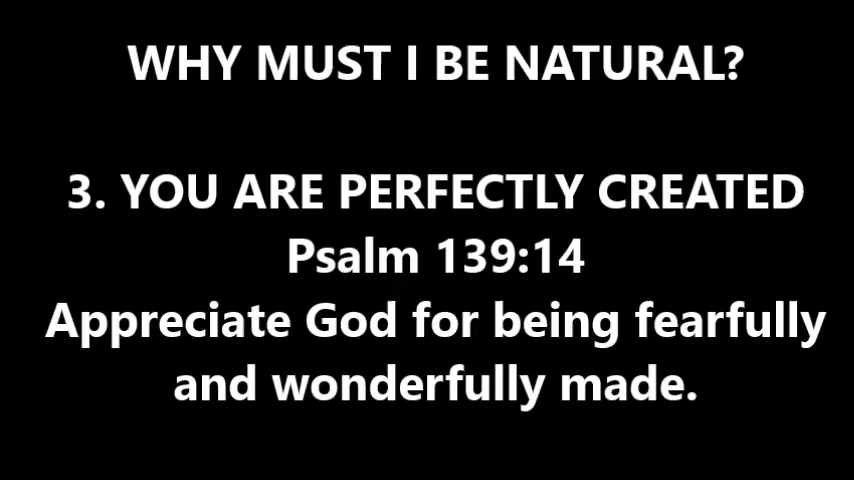 WHY MUST I BE NATURAL?
3. YOU ARE PERFECTLY CREATED
Psalm 139:14
Appreciate God for being fearfully
and wonderfully made.